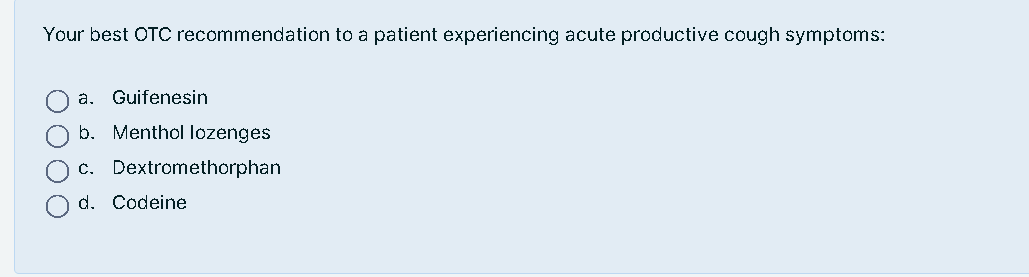 Your best OTC recommendation to a patient experiencing acute productive cough symptoms:
a. Guifenesin
b. Menthol lozenges
c. Dextromethorphan
d. Codeine